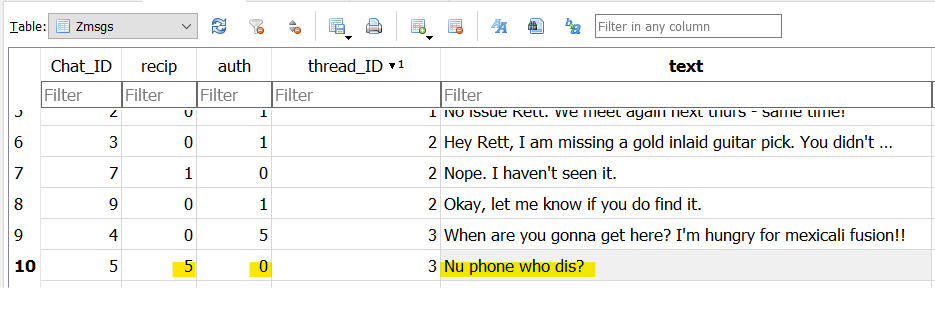 Table: Zmsgs Filter in any column
Chat_ID recip auth thread_ID ▼1 text
Filter Filter Filter Filter Filter
5 2 0 1 1 No issue Rett. We meet again next thurs - same time!
6 3 0 1 2 Hey Rett, I am missing a gold inlaid guitar pick. You didn't ...
7 7 1 0 2 Nope. I haven't seen it.
8 9 0 1 2 Okay, let me know if you do find it.
9 4 0 5 3 When are you gonna get here? I'm hungry for mexicali fusion!!
10 5 5 0 3 Nu phone who dis?